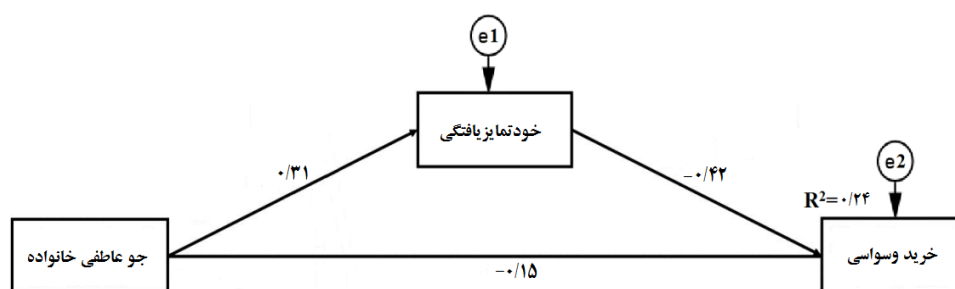 e1
خودتمایزیافتگی
۰/۳۱
−۰/۴۲
e2
R²=۰/۲۴
جو عاطفی خانواده
خرید وسواسی
−۰/۱۵